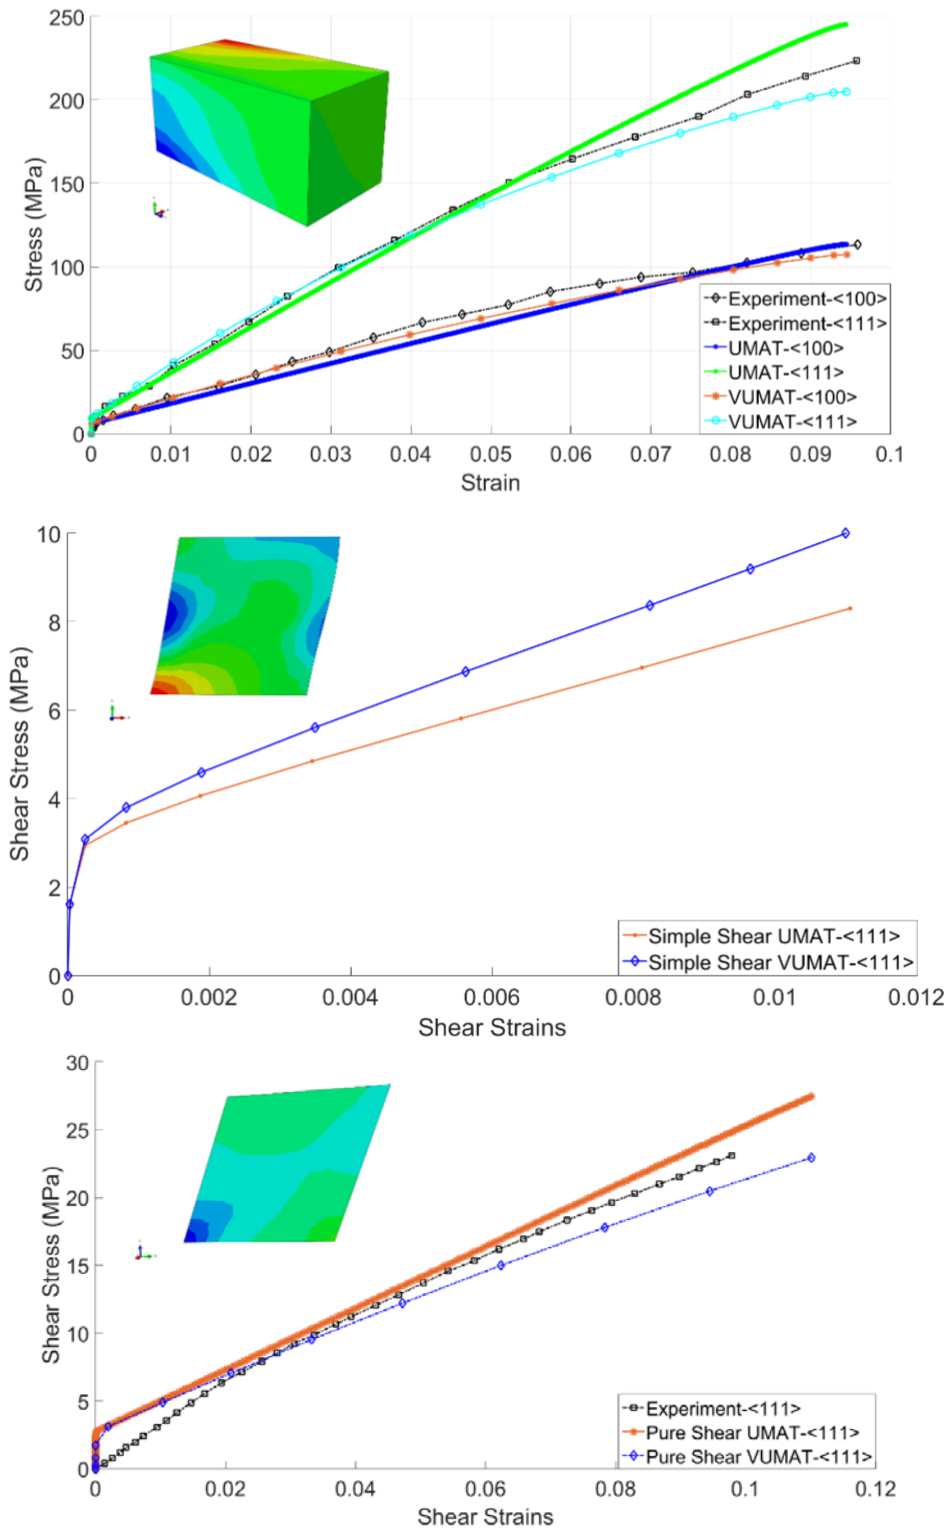 250
200
150
100
50
0
Stress (MPa)
Experiment-<100>
Experiment-<111>
UMAT-<100>
UMAT-<111>
VUMAT-<100>
VUMAT-<111>
0 0.01 0.02 0.03 0.04 0.05 0.06 0.07 0.08 0.09 0.1
Strain
10
8
6
4
2
0
Shear Stress (MPa)
Simple Shear UMAT-<111>
Simple Shear VUMAT-<111>
0 0.002 0.004 0.006 0.008 0.01 0.012
Shear Strains
30
25
20
15
10
5
0
Shear Stress (MPa)
Experiment-<111>
Pure Shear UMAT-<111>
Pure Shear VUMAT-<111>
0 0.02 0.04 0.06 0.08 0.1 0.12
Shear Strains